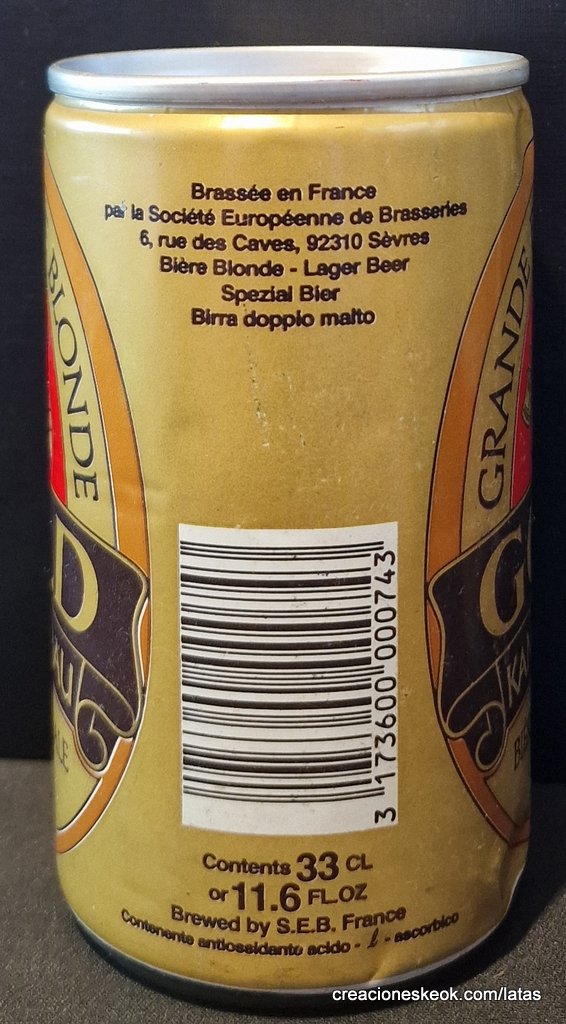 Brassée en France
par la Société Européenne de Brasseries
6, rue des Caves, 92310 Sèvres
Bière Blonde - Lager Beer
Spezial Bier
Birra doppio malto
BLONDE
GRANDE
3 173600 000743
Contents 33 CL
or 11.6 FL.OZ
Brewed by S.E.B. France
Contenente antiossidante acido - l - ascorbico
creacioneskeok.com/latas